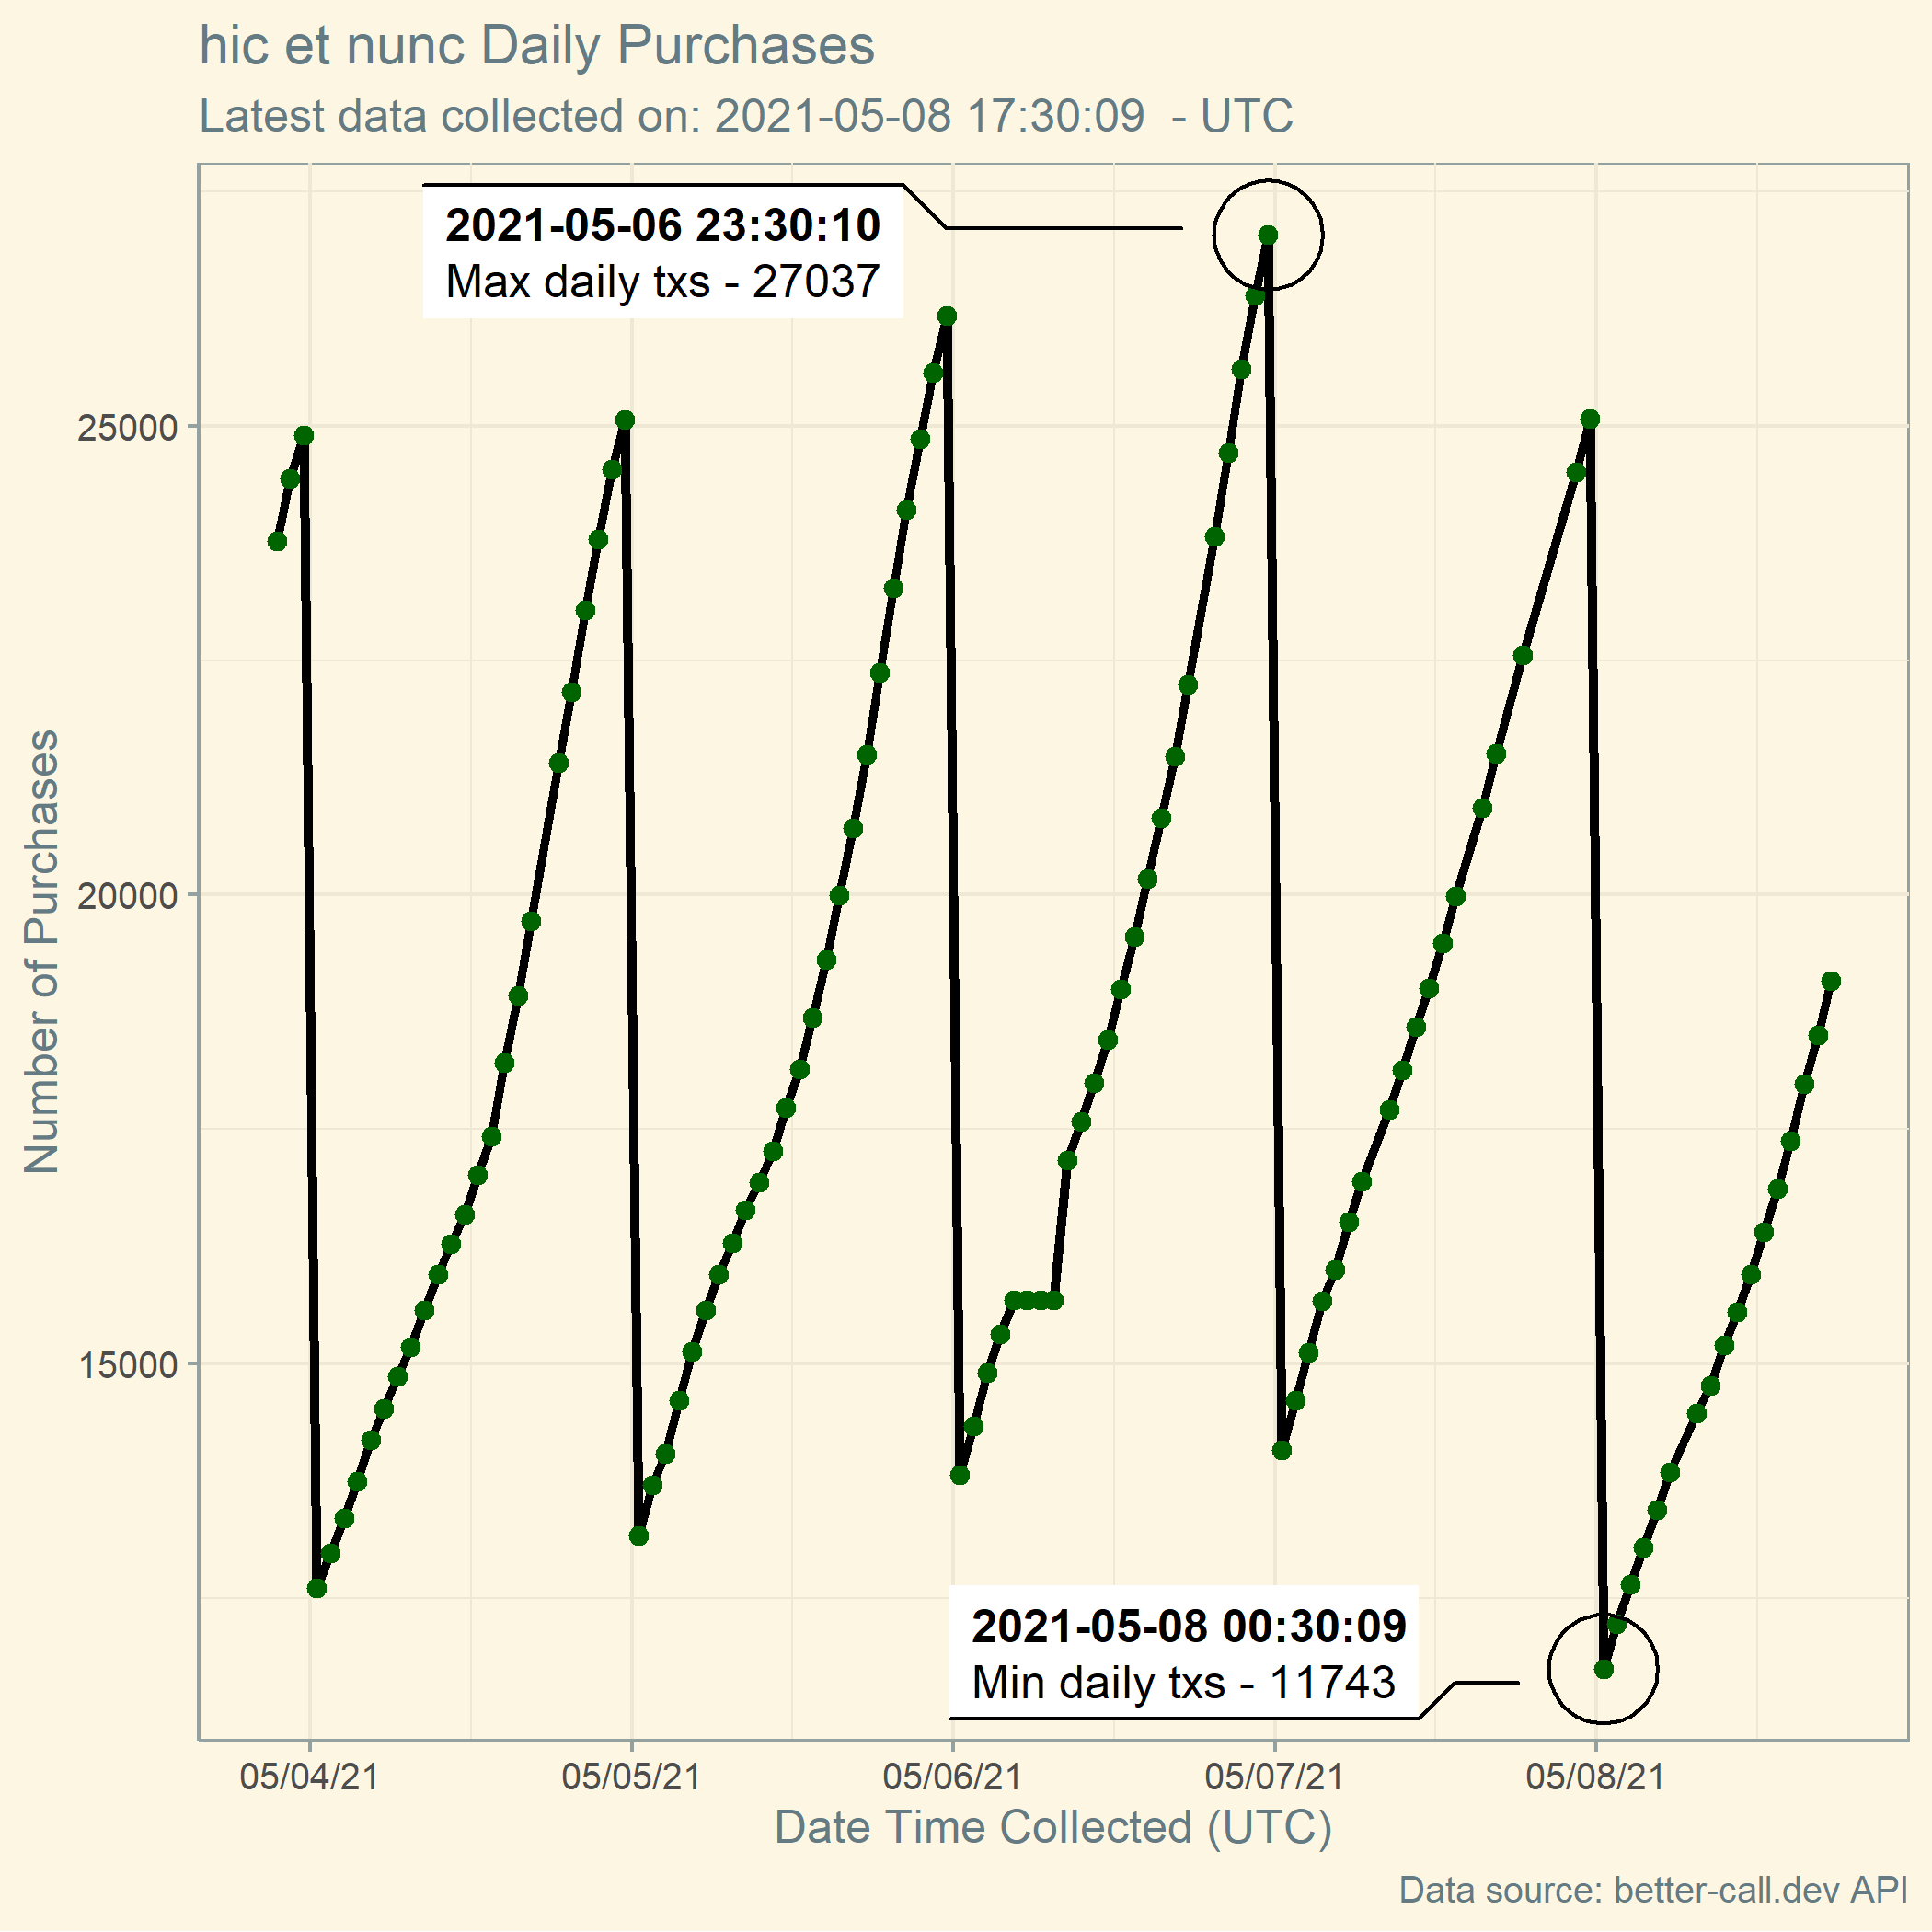 hic et nunc Daily Purchases
Latest data collected on: 2021-05-08 17:30:09  - UTC
2021-05-06 23:30:10
Max daily txs - 27037
25000
20000
15000
Number of Purchases
2021-05-08 00:30:09
Min daily txs - 11743
05/04/21
05/05/21
05/06/21
05/07/21
05/08/21
Date Time Collected (UTC)
Data source: better-call.dev API